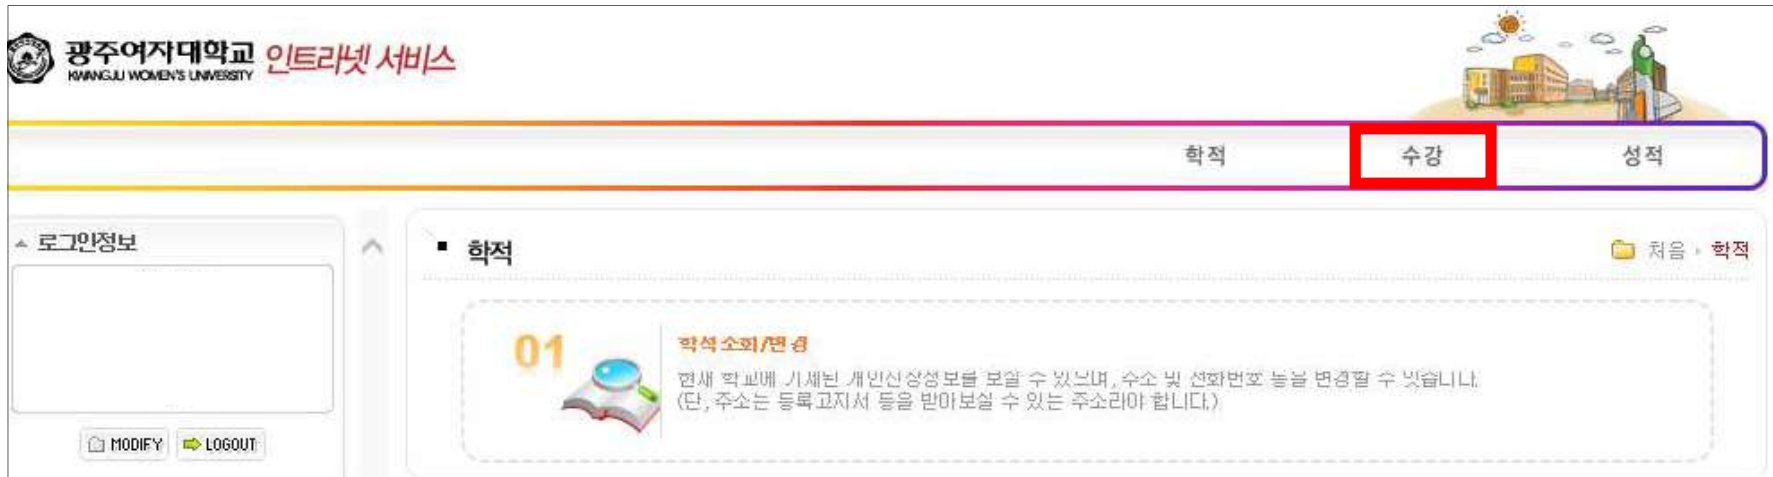 광주여자대학교 인트라넷 서비스
KWANGJU WOMEN'S UNIVERSITY
학적 수강 성적
로그인정보
학적
처음 학적
01
학적조회/변경
현재 학교에 기재된 개인신상정보를 보실 수 있으며, 주소 및 전화번호 등을 변경할 수 있습니다.
(단, 주소는 등록고지서 등을 받아보실 수 있는 주소라야 합니다.)
MODIFY LOGOUT